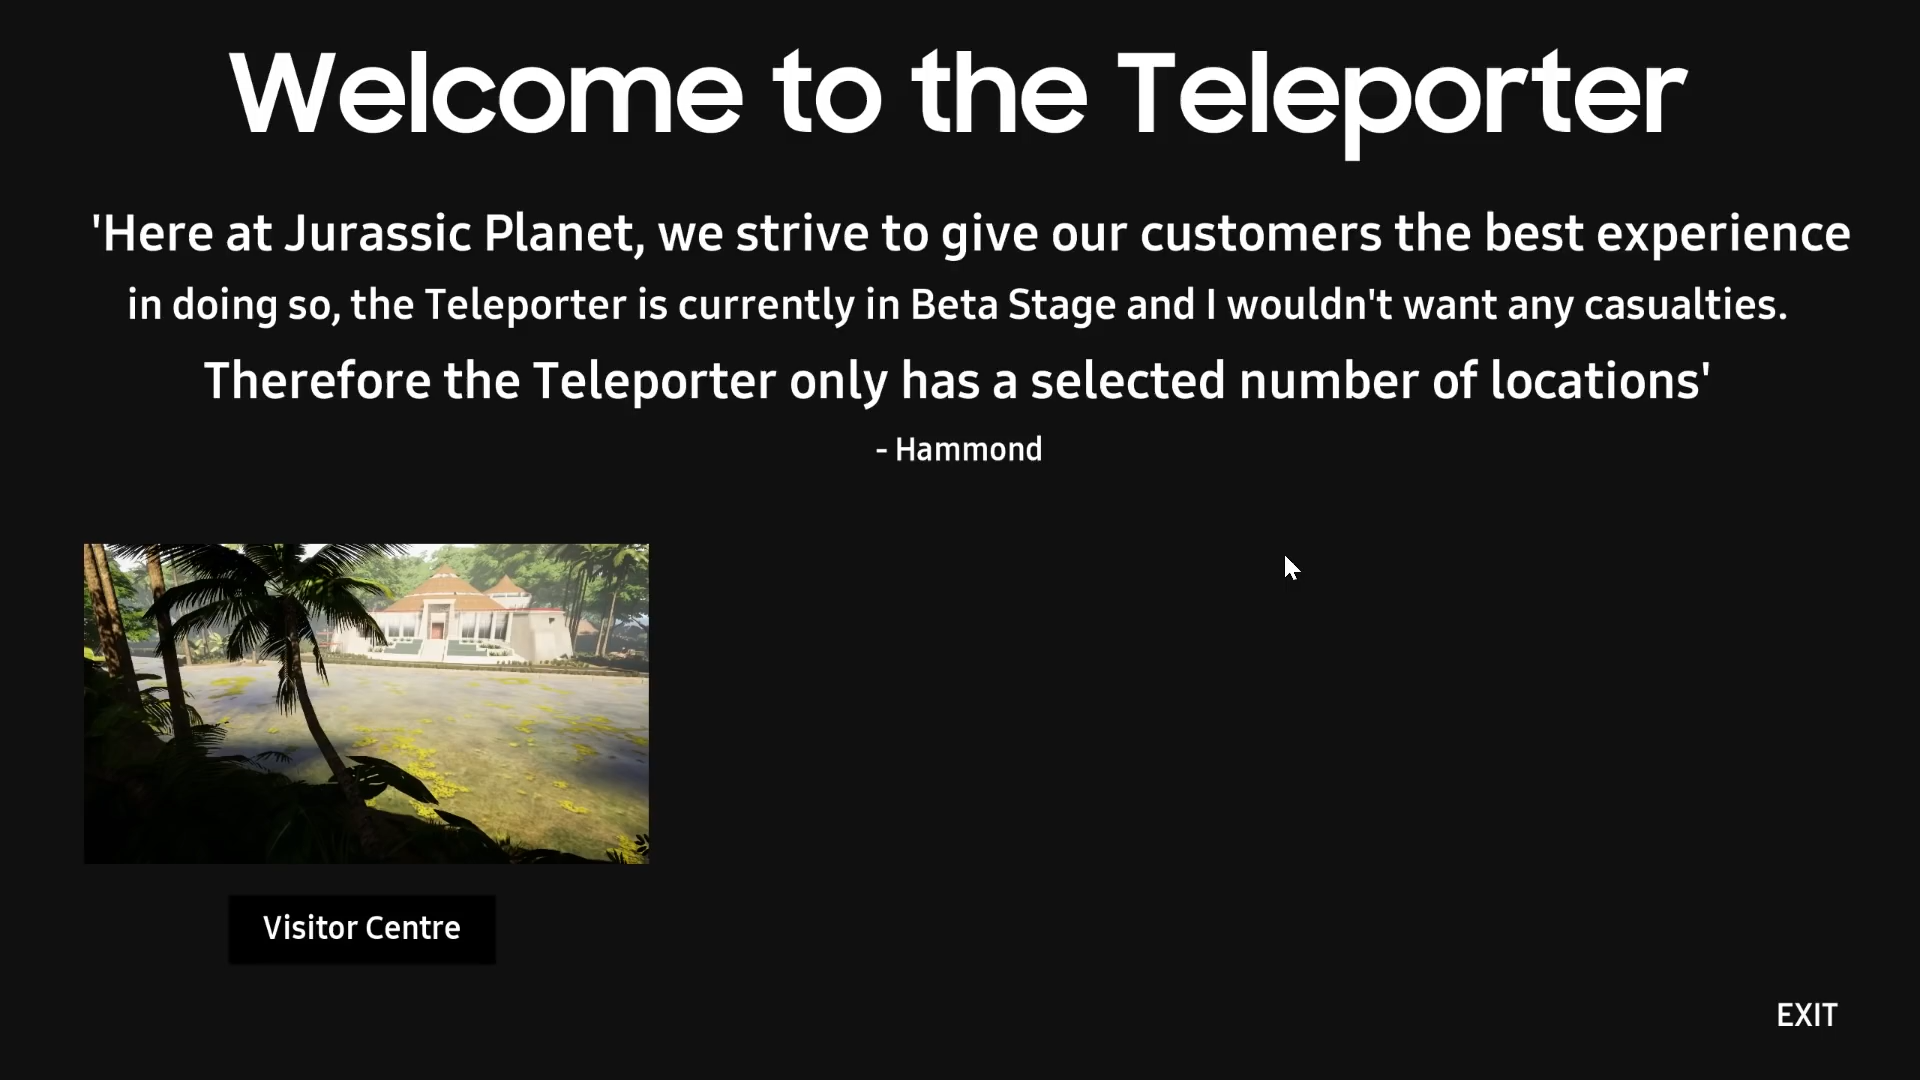 Welcome to the Teleporter
'Here at Jurassic Planet, we strive to give our customers the best experience
in doing so, the Teleporter is currently in Beta Stage and I wouldn't want any casualties.
Therefore the Teleporter only has a selected number of locations'
- Hammond
Visitor Centre
EXIT